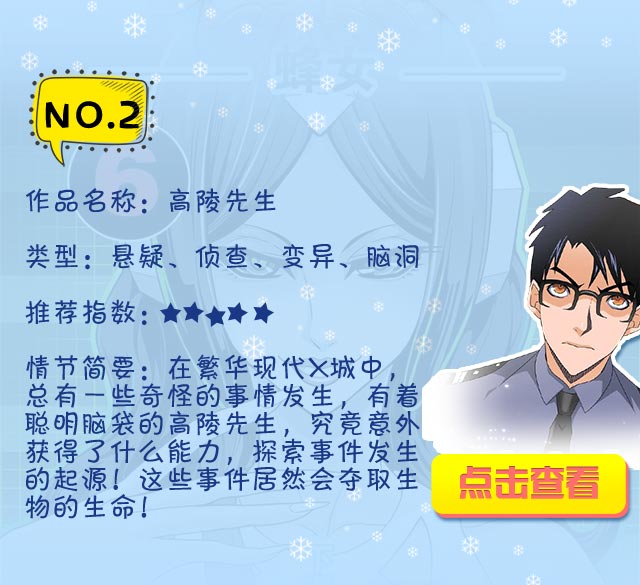 蜂女
NO.2
6
作品名称：高陵先生
类型：悬疑、侦查、变异、脑洞
推荐指数：★★★★★
情节简要：在繁华现代X城中，
总有一些奇怪的事情发生，有着
聪明脑袋的高陵先生，究竟意外
获得了什么能力，探索事件发生
的起源！这些事件居然会夺取生
物的生命！
点击查看